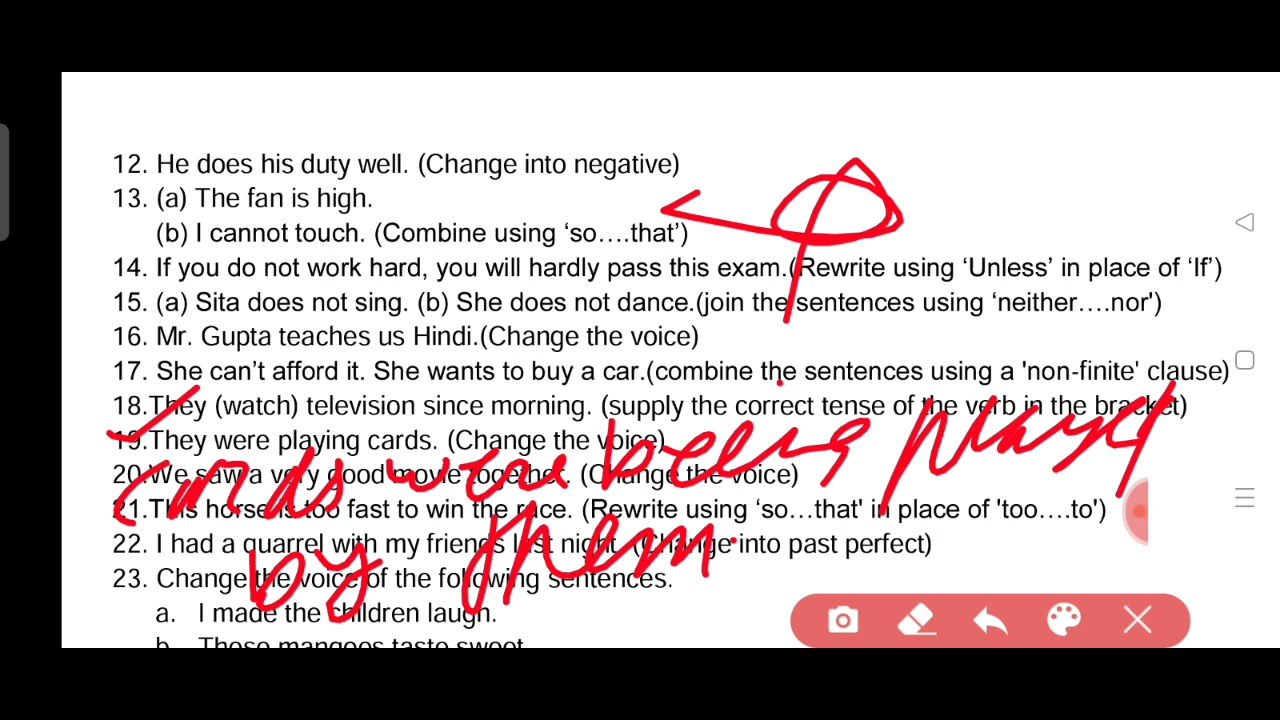 12. He does his duty well. (Change into negative)
13. (a) The fan is high.
(b) I cannot touch. (Combine using ‘so….that’)
14. If you do not work hard, you will hardly pass this exam.(Rewrite using ‘Unless’ in place of ‘If’)
15. (a) Sita does not sing. (b) She does not dance.(join the sentences using ‘neither….nor')
16. Mr. Gupta teaches us Hindi.(Change the voice)
17. She can’t afford it. She wants to buy a car.(combine the sentences using a 'non-finite' clause)
18.They (watch) television since morning. (supply the correct tense of the verb in the bracket)
19.They were playing cards. (Change the voice)
Cards were being played
20.We saw a very good movie together. (Change the voice)
21.This horse is too fast to win the race. (Rewrite using ‘so…that' in place of 'too….to')
by them.
22. I had a quarrel with my friends last night. (Change into past perfect)
23. Change the voice of the following sentences.
a. I made the children laugh.
b. Those mangoes taste sweet.